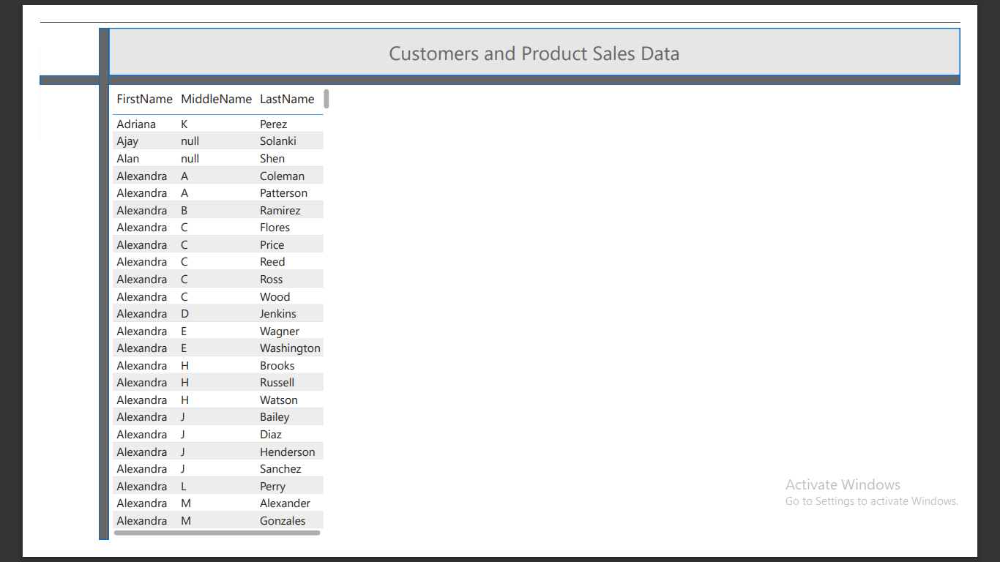 Customers and Product Sales Data
FirstName MiddleName LastName
Adriana K Perez
Ajay null Solanki
Alan null Shen
Alexandra A Coleman
Alexandra A Patterson
Alexandra B Ramirez
Alexandra C Flores
Alexandra C Price
Alexandra C Reed
Alexandra C Ross
Alexandra C Wood
Alexandra D Jenkins
Alexandra E Wagner
Alexandra E Washington
Alexandra H Brooks
Alexandra H Russell
Alexandra H Watson
Alexandra J Bailey
Alexandra J Diaz
Alexandra J Henderson
Alexandra J Sanchez
Alexandra L Perry
Alexandra M Alexander
Alexandra M Gonzales
Activate Windows
Go to Settings to activate Windows.